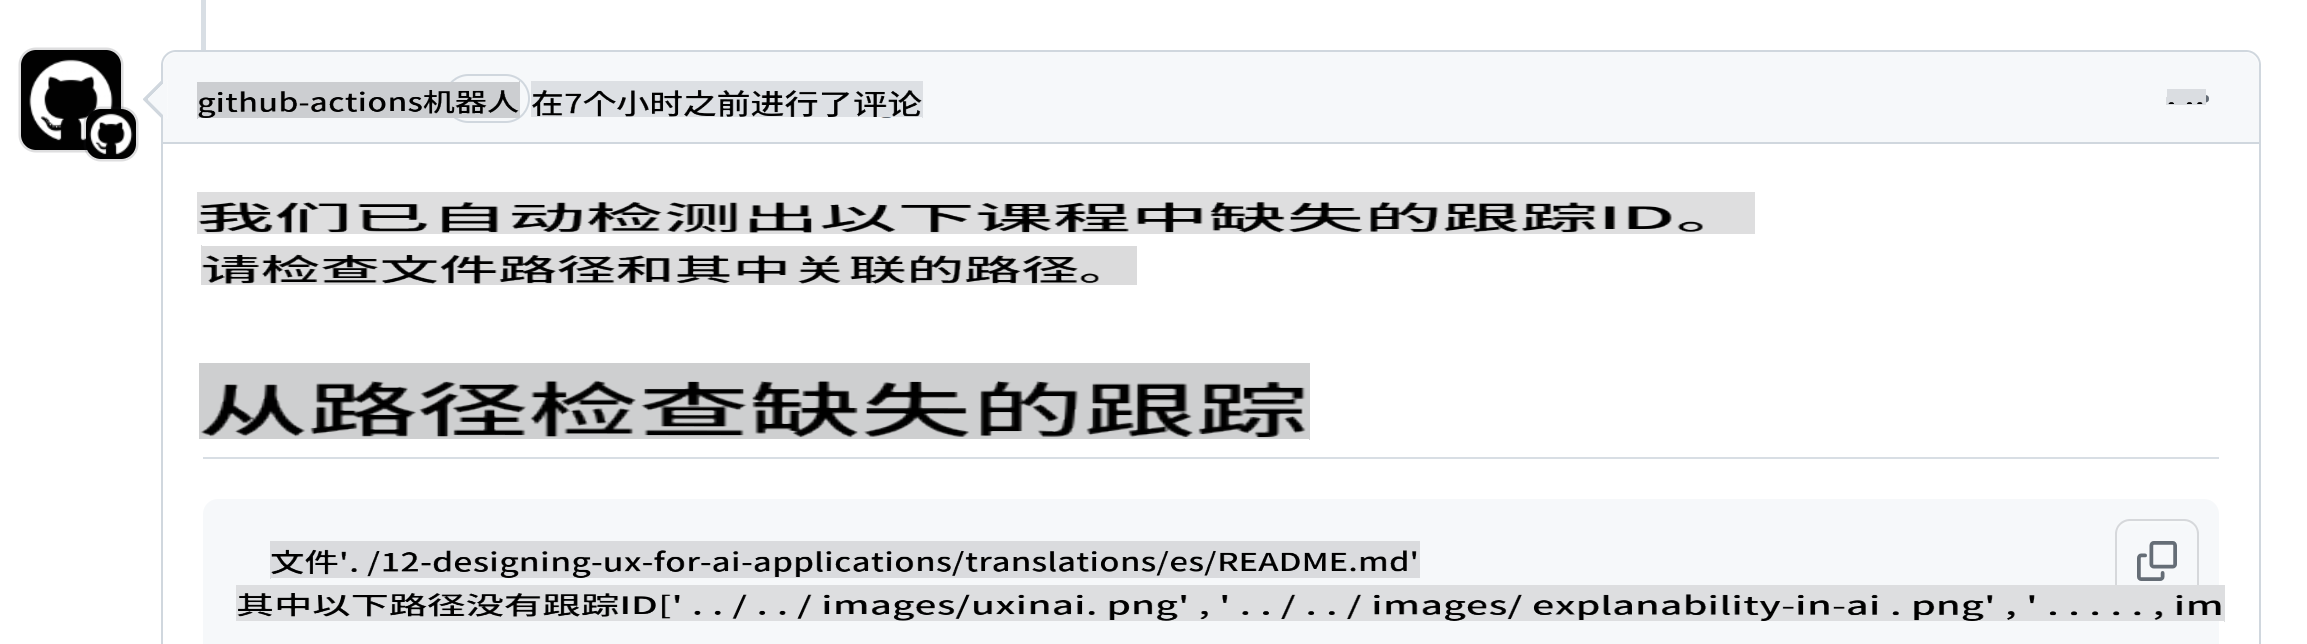 github-actions机器人 在7个小时之前进行了评论
我们已自动检测出以下课程中缺失的跟踪ID。
请检查文件路径和其中关联的路径。
从路径检查缺失的跟踪
文件'./12-designing-ux-for-ai-applications/translations/es/README.md'
其中以下路径没有跟踪ID['../../images/uxinai.png','../../images/explanability-in-ai.png','.....,im